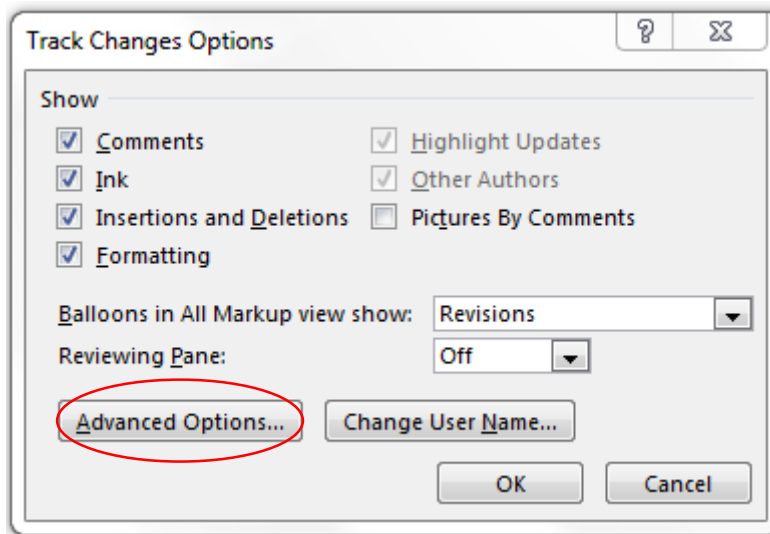 Track Changes Options
Show
Comments Highlight Updates
Ink Other Authors
Insertions and Deletions Pictures By Comments
Formatting
Balloons in All Markup view show: Revisions
Reviewing Pane: Off
Advanced Options... Change User Name...
OK Cancel